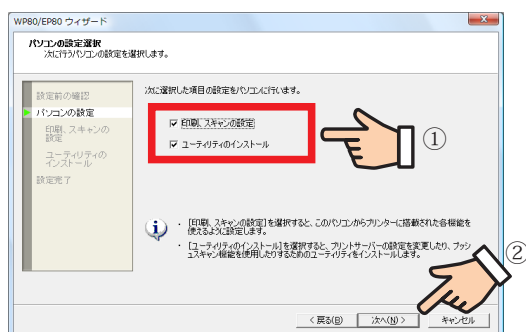 WP80/EP80 ウィザード
パソコンの設定選択
次に行うパソコンの設定を選択します。
設定前の確認
パソコンの設定
印刷、スキャンの
設定
ユーティリティの
インストール
設定完了
次に選択した項目の設定をパソコンに行います。
印刷、スキャンの設定
ユーティリティのインストール
①
・ [印刷、スキャンの設定]を選択すると、このパソコンからプリンターに搭載された各機能を
使えるように設定します。
・ [ユーティリティのインストール]を選択すると、プリントサーバーの設定を変更したり、プッシ
ュスキャン機能を使用したりするためのユーティリティをインストールします。
②
< 戻る(B)
次へ(N) >
キャンセル